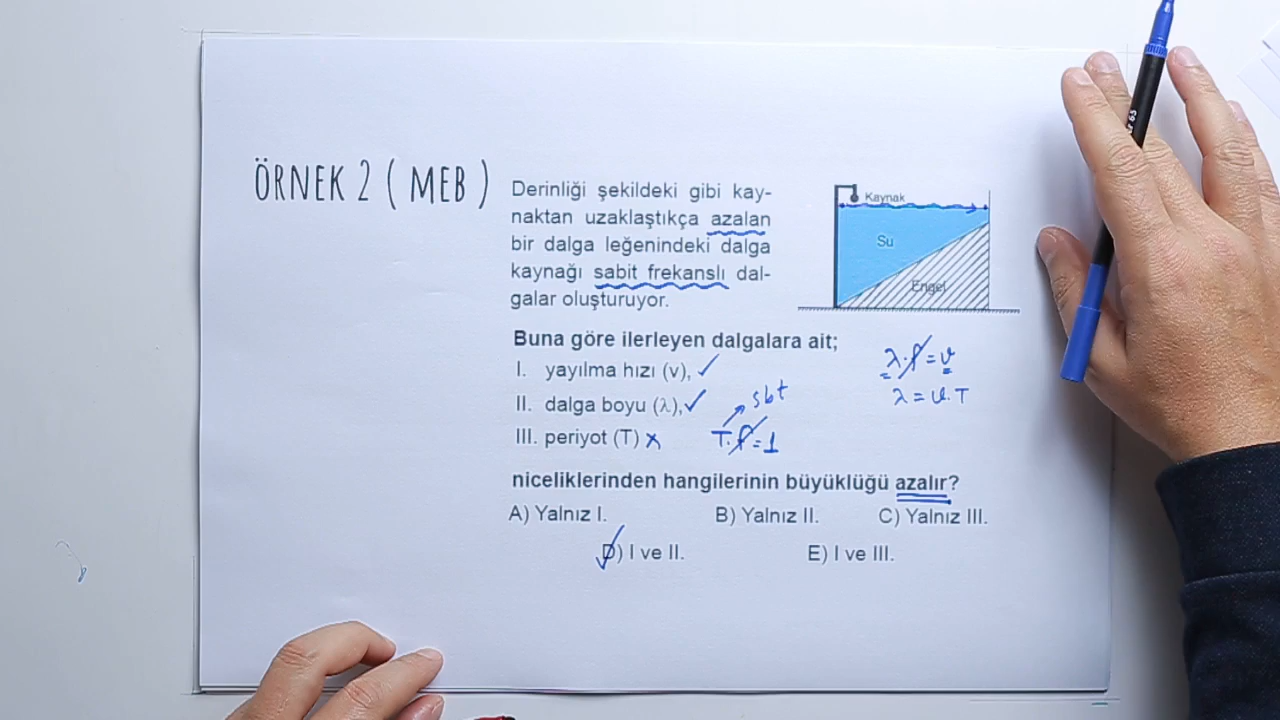 ÖRNEK 2 ( MEB )
Derinliği şekildeki gibi kay-
naktan uzaklaştıkça azalan
bir dalga leğenindeki dalga
kaynağı sabit frekanslı dal-
galar oluşturuyor.
Kaynak
Su
Engel
Buna göre ilerleyen dalgalara ait;
I. yayılma hızı (v), ✓
II. dalga boyu (λ), ✓
III. periyot (T) x
sbt
T.f=1
λ.f=v
λ=v.T
niceliklerinden hangilerinin büyüklüğü azalır?
A) Yalnız I. B) Yalnız II. C) Yalnız III.
D) I ve II. E) I ve III.